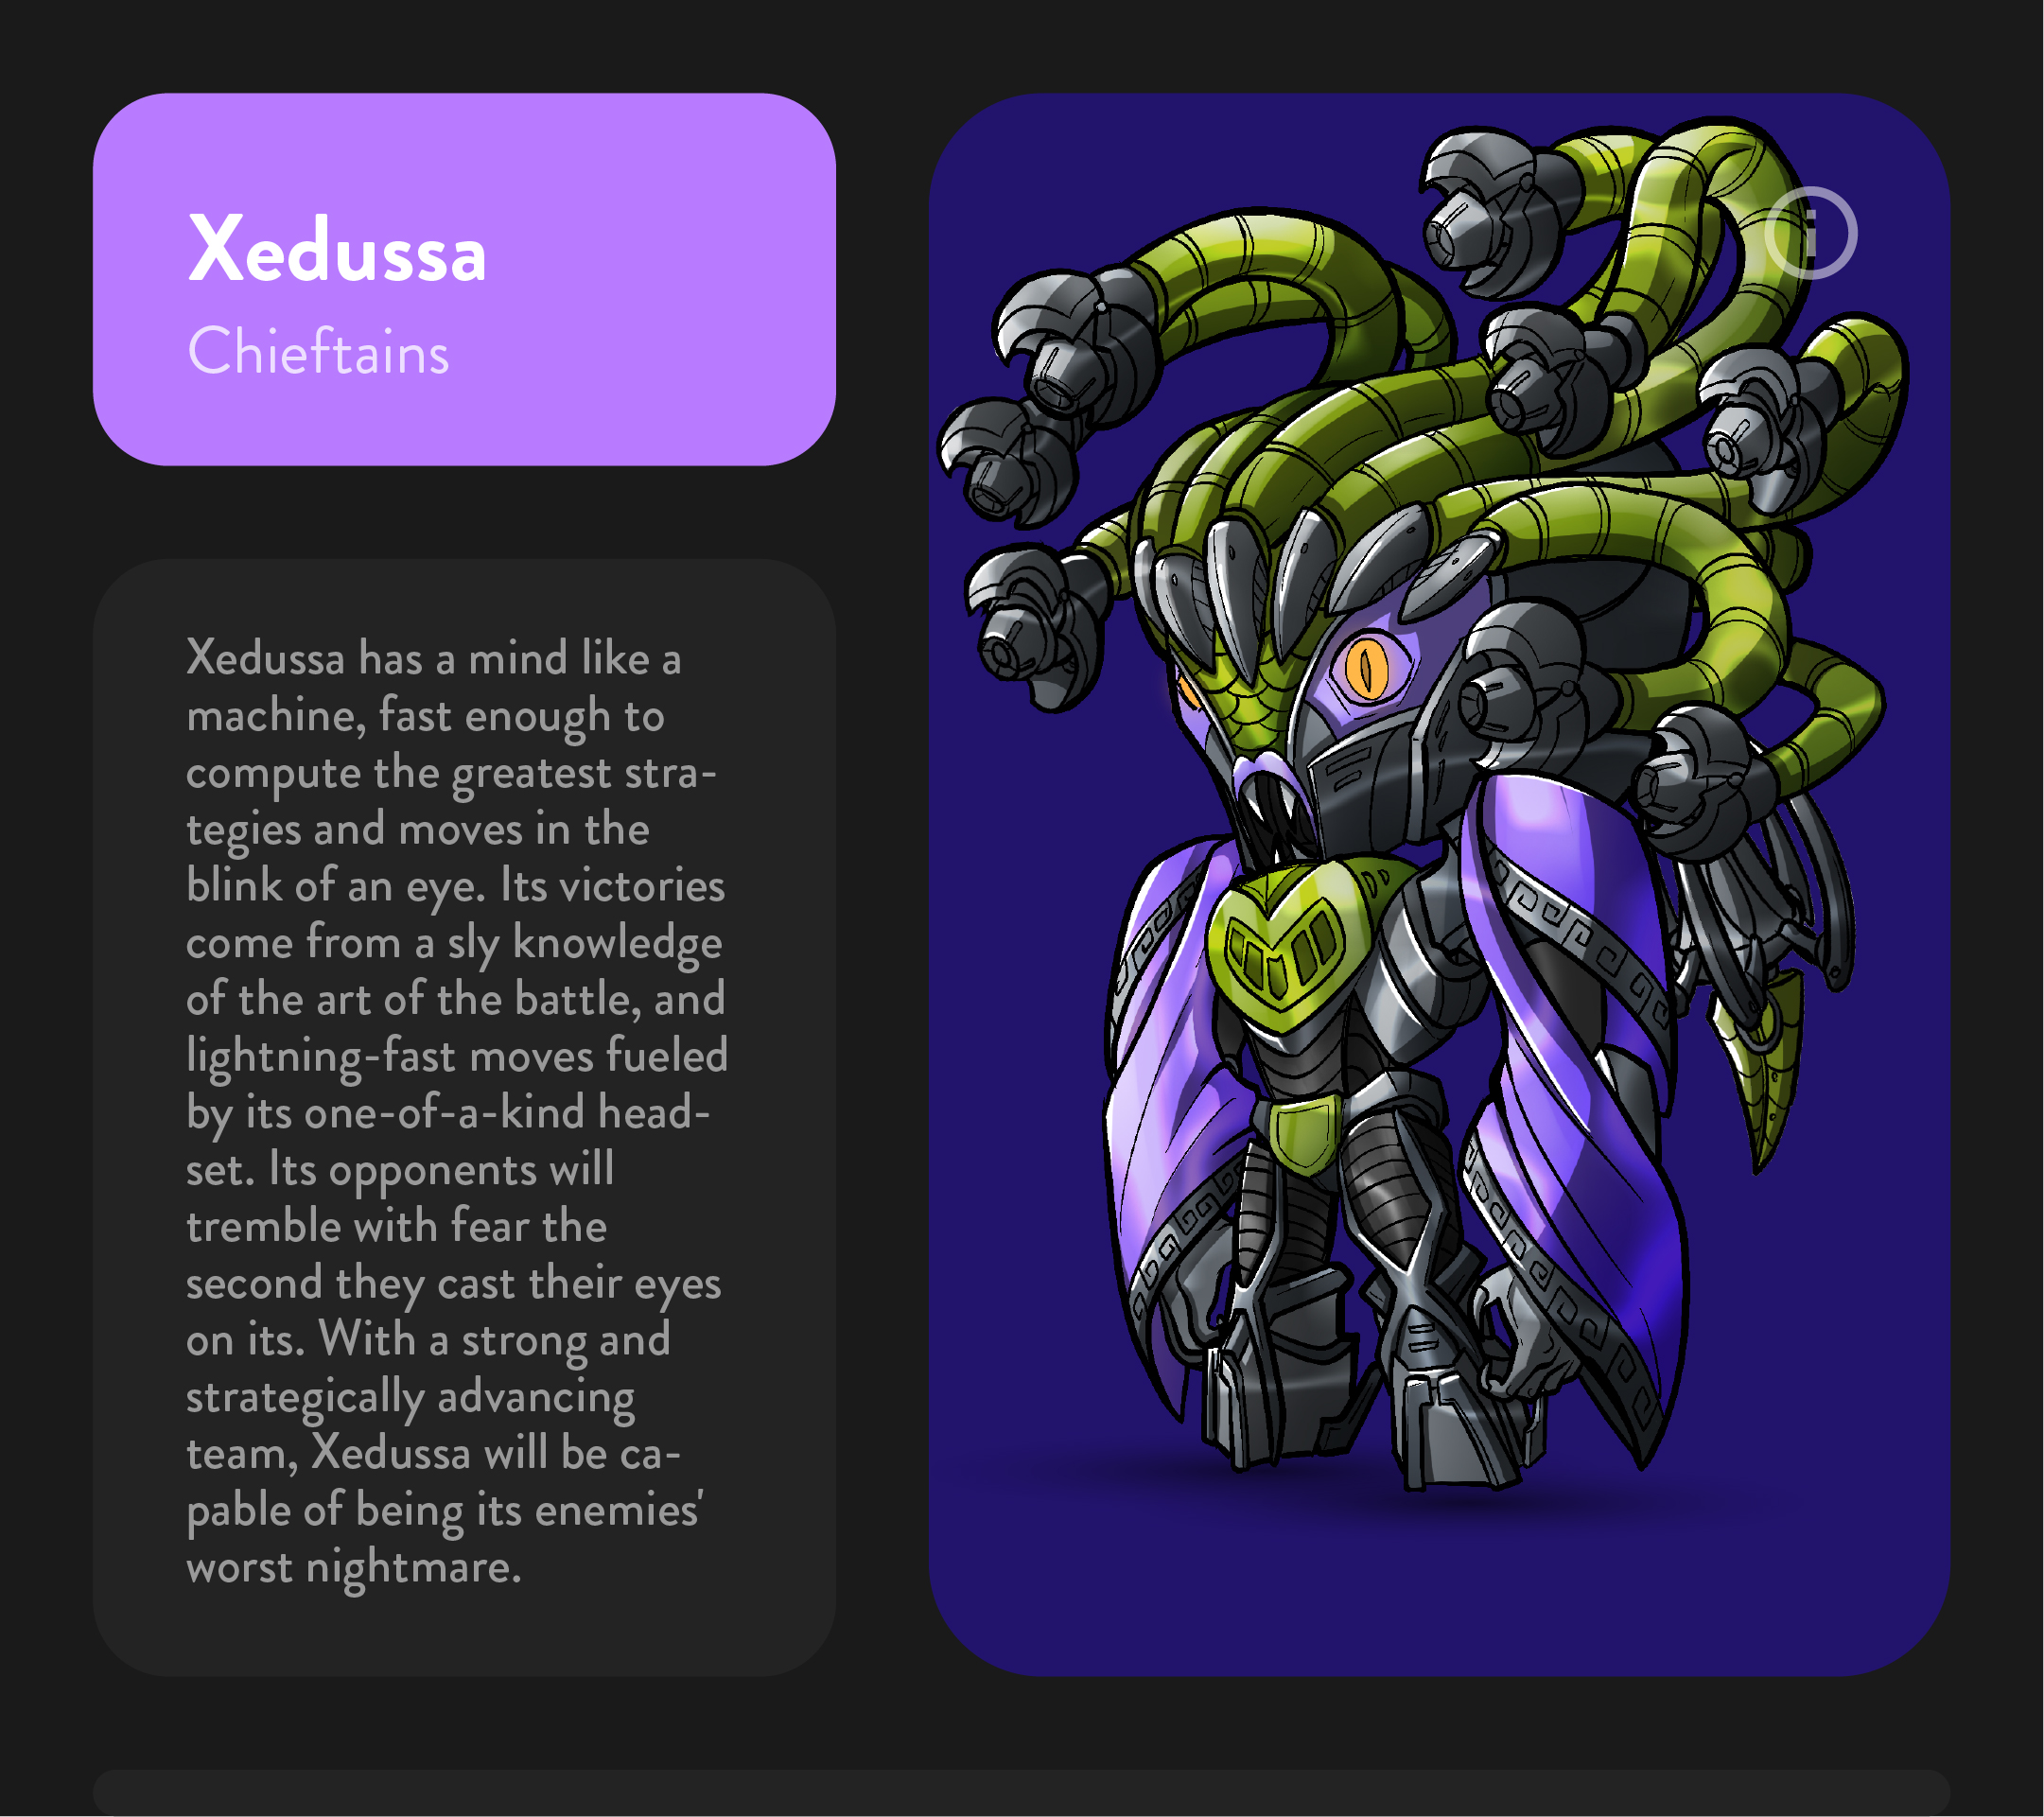 Xedussa
Chieftains
Xedussa has a mind like a
machine, fast enough to
compute the greatest stra-
tegies and moves in the
blink of an eye. Its victories
come from a sly knowledge
of the art of the battle, and
lightning-fast moves fueled
by its one-of-a-kind head-
set. Its opponents will
tremble with fear the
second they cast their eyes
on its. With a strong and
strategically advancing
team, Xedussa will be ca-
pable of being its enemies'
worst nightmare.
i